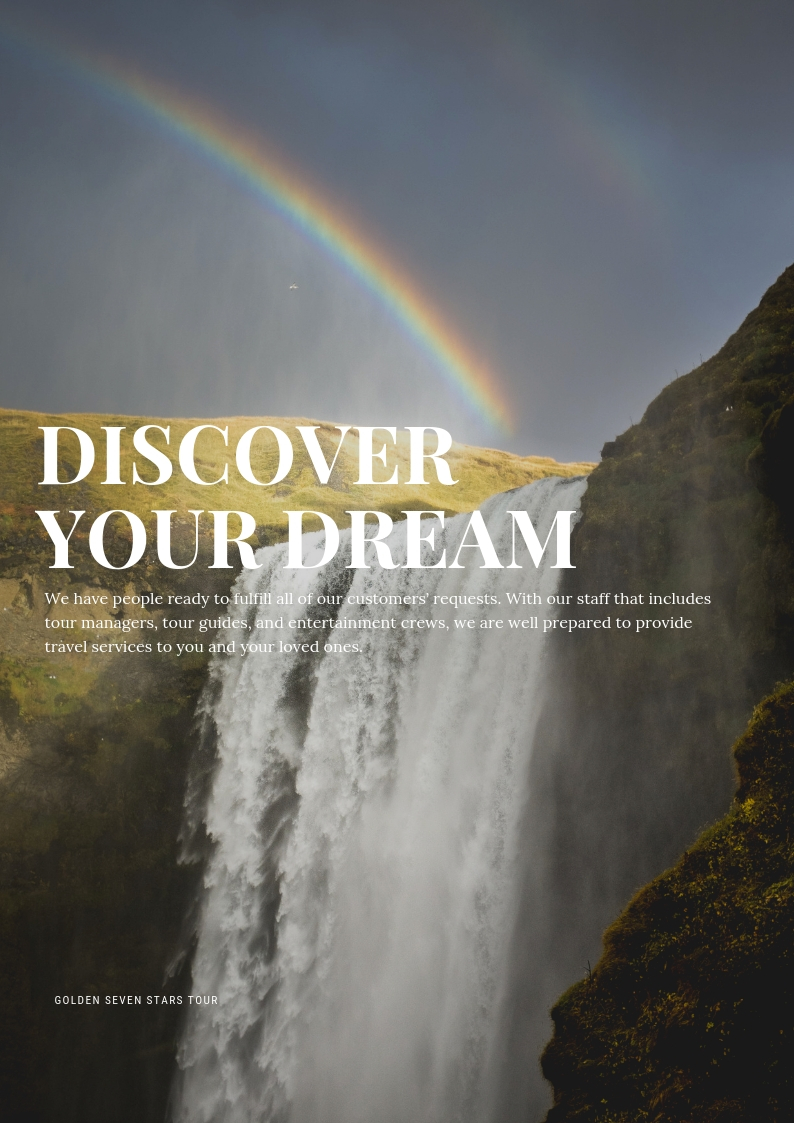 DISCOVER
YOUR DREAM
We have people ready to fulfill all of our customers’ requests. With our staff that includes
tour managers, tour guides, and entertainment crews, we are well prepared to provide
travel services to you and your loved ones.
GOLDEN SEVEN STARS TOUR